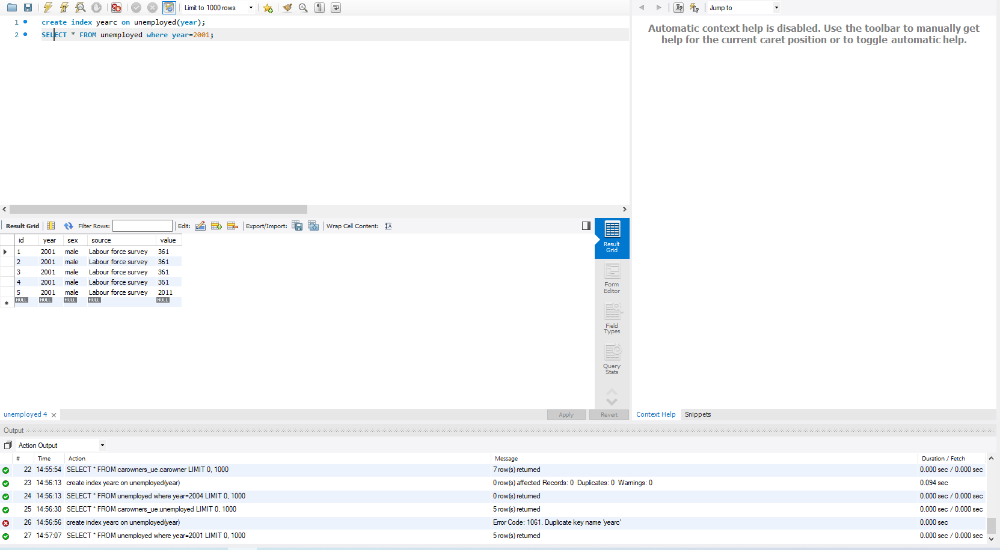 Limit to 1000 rows
Jump to
1 create index yearc on unemployed(year);
2 SELECT * FROM unemployed where year=2001;
Automatic context help is disabled. Use the toolbar to manually get
help for the current caret position or to toggle automatic help.
Result Grid Filter Rows: Edit: Export/Import: Wrap Cell Content:
id year sex source value
1 2001 male Labour force survey 361
2 2001 male Labour force survey 361
3 2001 male Labour force survey 361
4 2001 male Labour force survey 361
5 2001 male Labour force survey 2011
NULL NULL NULL NULL NULL
Result
Grid
Form
Editor
Field
Types
Query
Stats
unemployed 4
Apply Revert
Context Help Snippets
Output
Action Output
# Time Action Message Duration / Fetch
22 14:55:54 SELECT * FROM carowners_ue.carowner LIMIT 0, 1000 7 row(s) returned 0.000 sec / 0.000 sec
23 14:56:13 create index yearc on unemployed(year) 0 row(s) affected Records: 0 Duplicates: 0 Warnings: 0 0.094 sec
24 14:56:13 SELECT * FROM unemployed where year=2004 LIMIT 0, 1000 0 row(s) returned 0.000 sec / 0.000 sec
25 14:56:30 SELECT * FROM carowners_ue.unemployed LIMIT 0, 1000 5 row(s) returned 0.000 sec / 0.000 sec
26 14:56:56 create index yearc on unemployed(year) Error Code: 1061. Duplicate key name 'yearc' 0.000 sec
27 14:57:07 SELECT * FROM unemployed where year=2001 LIMIT 0, 1000 5 row(s) returned 0.000 sec / 0.000 sec